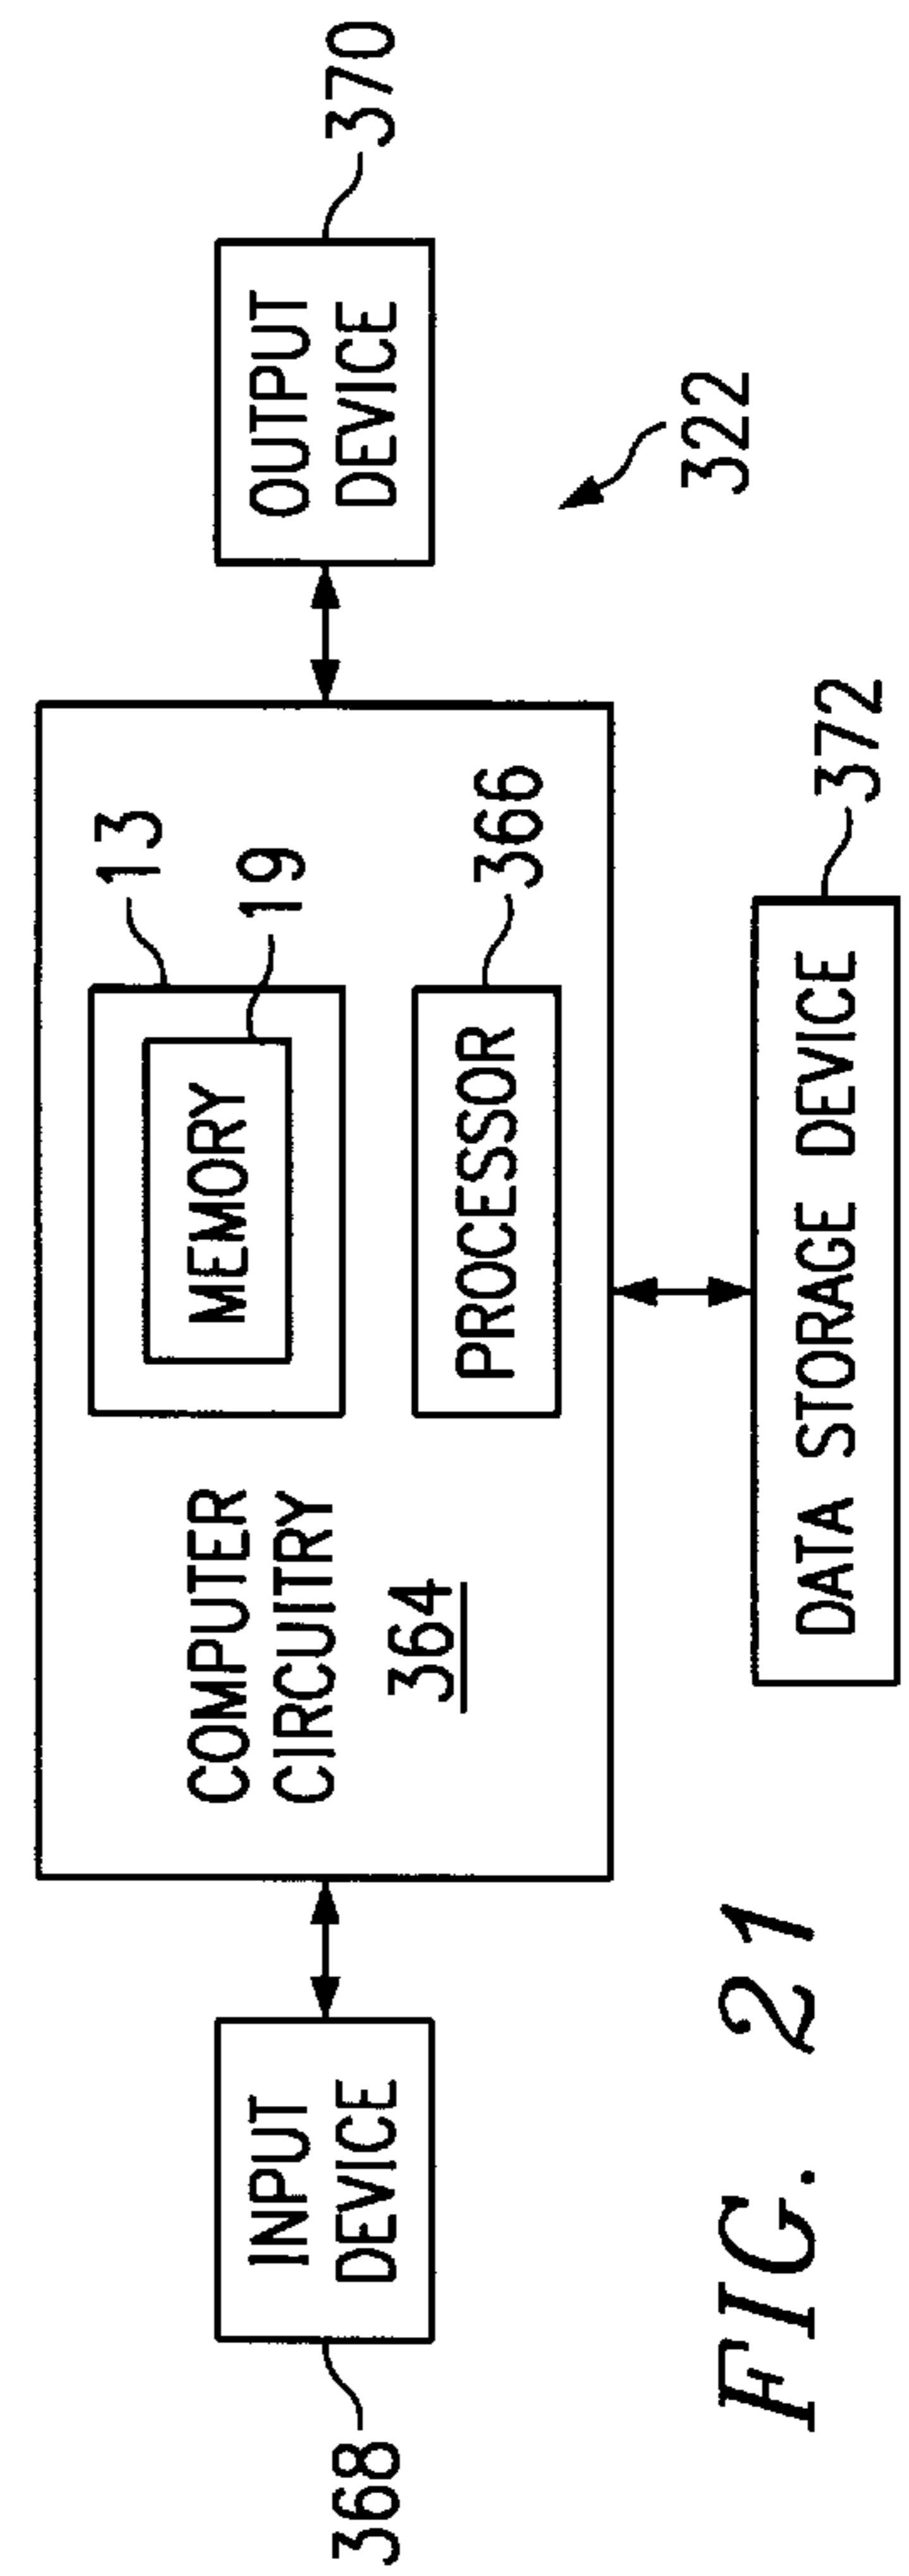 13
19
MEMORY
COMPUTER
CIRCUITRY
364
PROCESSOR
366
INPUT
DEVICE
368
OUTPUT
DEVICE
370
322
DATA STORAGE DEVICE
372
FIG. 21